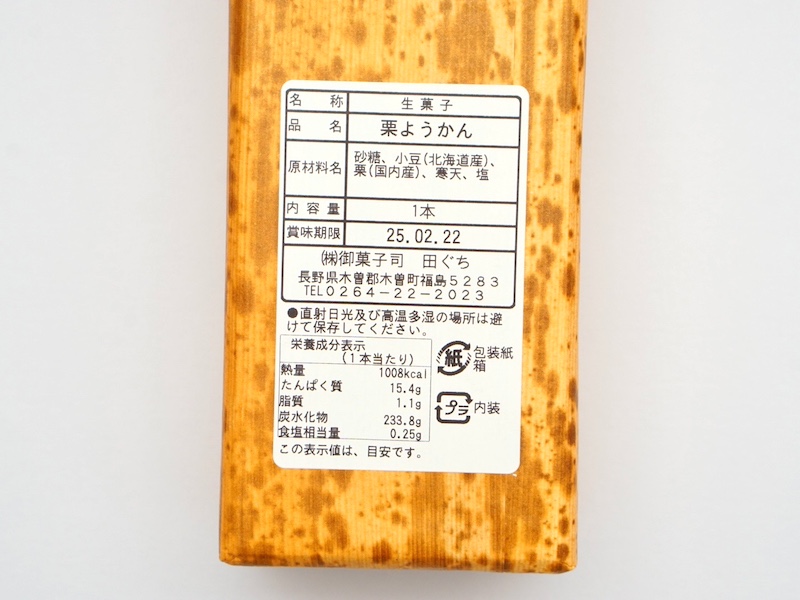 名称 生菓子
品名 栗ようかん
原材料名 砂糖、小豆(北海道産)、
栗(国内産)、寒天、塩
内容量 1本
賞味期限 25.02.22
㈱御菓子司 田ぐち
長野県木曽郡木曽町福島5283
TEL0264-22-2023
●直射日光及び高温多湿の場所は避
けて保存してください。
栄養成分表示
(1本当たり)
熱量 1008kcal
たんぱく質 15.4g
脂質 1.1g
炭水化物 233.8g
食塩相当量 0.25g
この表示値は、目安です。
紙 包装紙
箱
プラ 内装